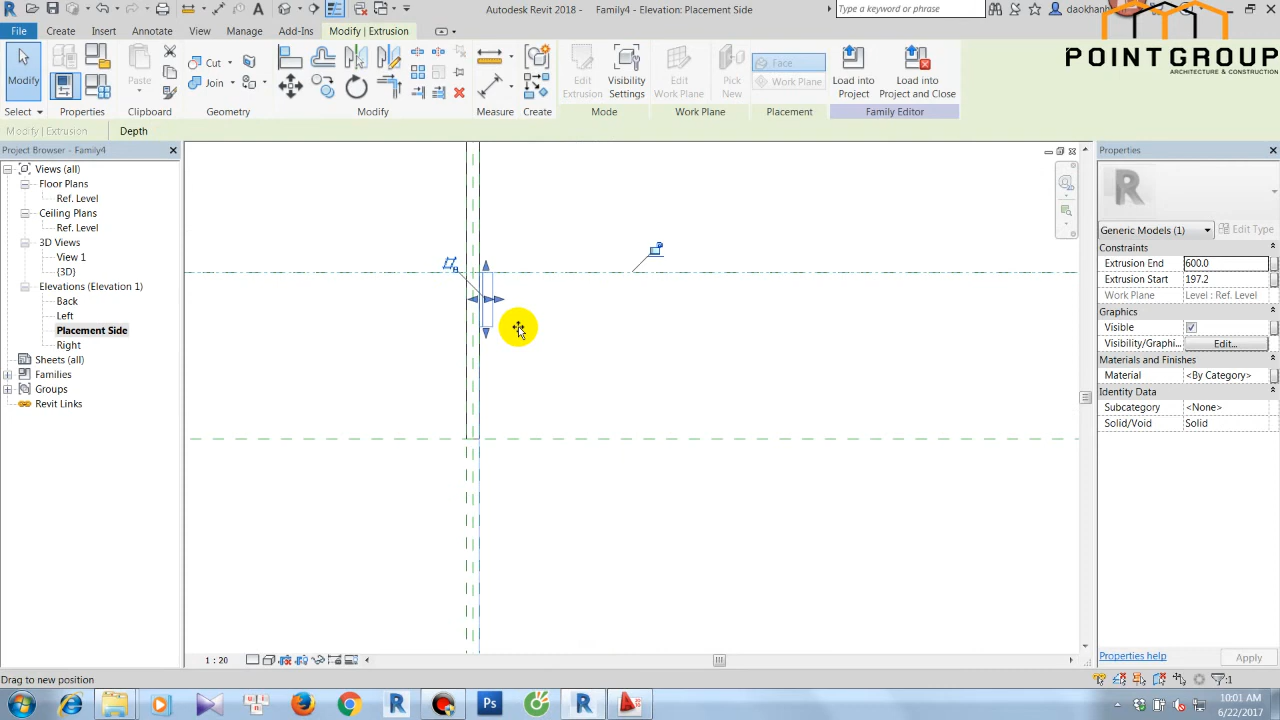 Autodesk Revit 2018 - Family4 - Elevation: Placement Side
Type a keyword or phrase
daokhanh
POINTGROUP
ARCHITECTURE & CONSTRUCTION
File
Create
Insert
Annotate
View
Manage
Add-Ins
Modify | Extrusion
Modify
Paste
Cut
Join
Edit
Extrusion
Visibility
Settings
Edit
Work Plane
Pick
New
Face
Work Plane
Load into
Project
Load into
Project and Close
Select
Properties
Clipboard
Geometry
Modify
Measure
Create
Mode
Work Plane
Placement
Family Editor
Modify | Extrusion
Depth
Project Browser - Family4
Views (all)
Floor Plans
Ref. Level
Ceiling Plans
Ref. Level
3D Views
View 1
{3D}
Elevations (Elevation 1)
Back
Left
Placement Side
Right
Sheets (all)
Families
Groups
Revit Links
Properties
Generic Models (1)
Edit Type
Constraints
Extrusion End 600.0
Extrusion Start 197.2
Work Plane Level : Ref. Level
Graphics
Visible
Visibility/Graphi... Edit...
Materials and Finishes
Material <By Category>
Identity Data
Subcategory <None>
Solid/Void Solid
Properties help
Apply
1 : 20
Drag to new position
:1
10:01 AM
6/22/2017